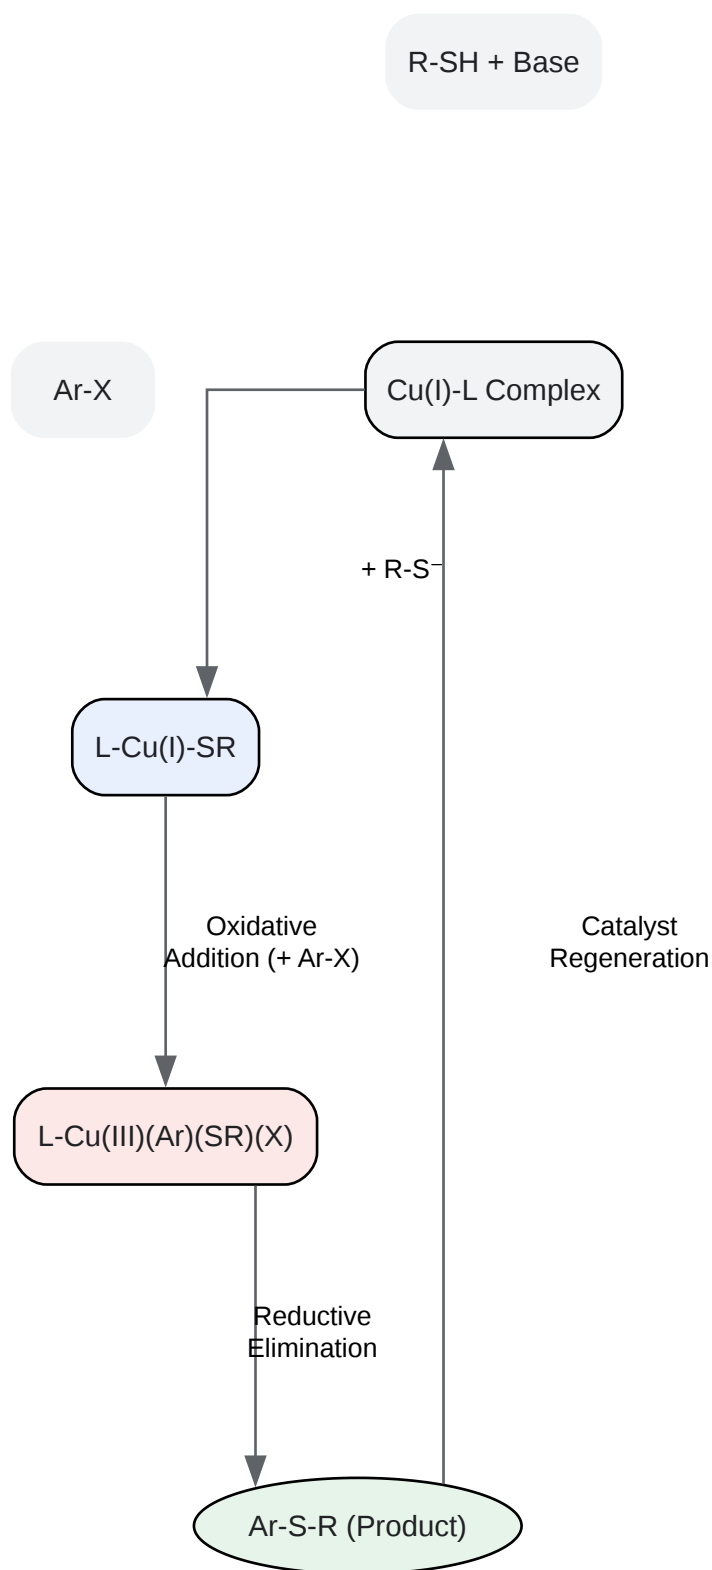 R-SH + Base
Ar-X
Cu(I)-L Complex
+ R-S⁻
L-Cu(I)-SR
Oxidative
Addition (+ Ar-X)
Catalyst
Regeneration
L-Cu(III)(Ar)(SR)(X)
Reductive
Elimination
Ar-S-R (Product)